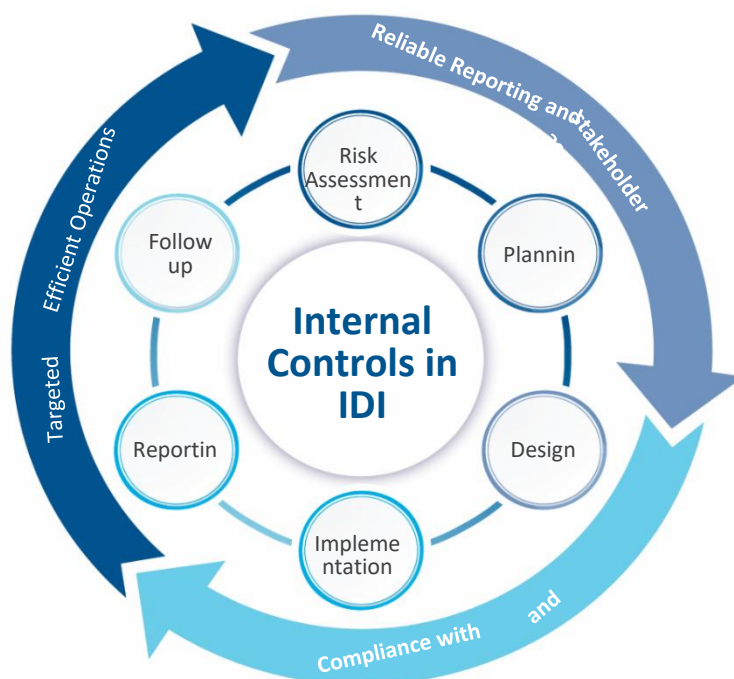 Reliable Reporting and
Stakeholder
Efficient Operations
Targeted
Risk
Assessmen
t
Follow
up
Plannin
Internal
Controls in
IDI
Reportin
Design
Impleme
ntation
Compliance with
and